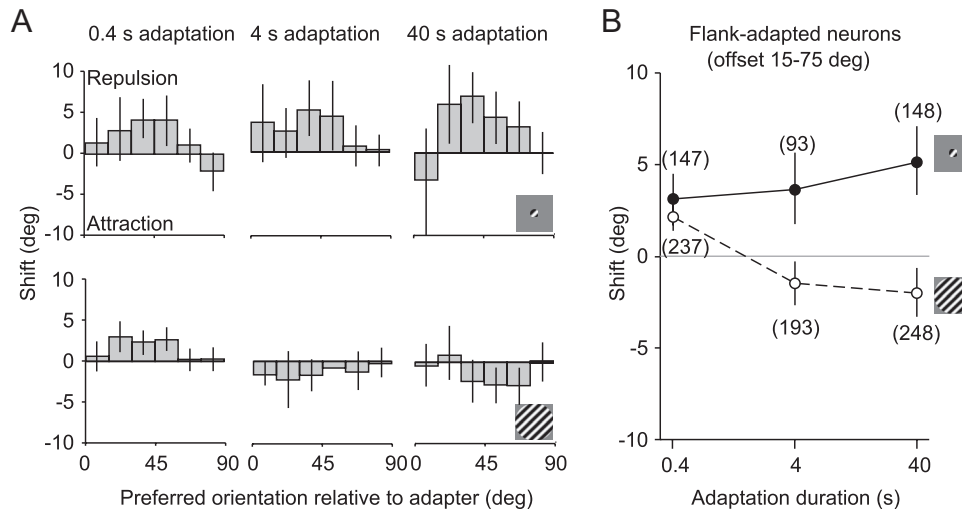 A
0.4 s adaptation
4 s adaptation
40 s adaptation
10
5
0
-5
-10
Repulsion
Attraction
10
5
0
-5
-10
Shift (deg)
0
45
90
0
45
90
0
45
90
Preferred orientation relative to adapter (deg)
B
Flank-adapted neurons
(offset 15-75 deg)
10
5
0
-5
-10
Shift (deg)
(147)
(93)
(148)
(237)
(193)
(248)
0.4
4
40
Adaptation duration (s)